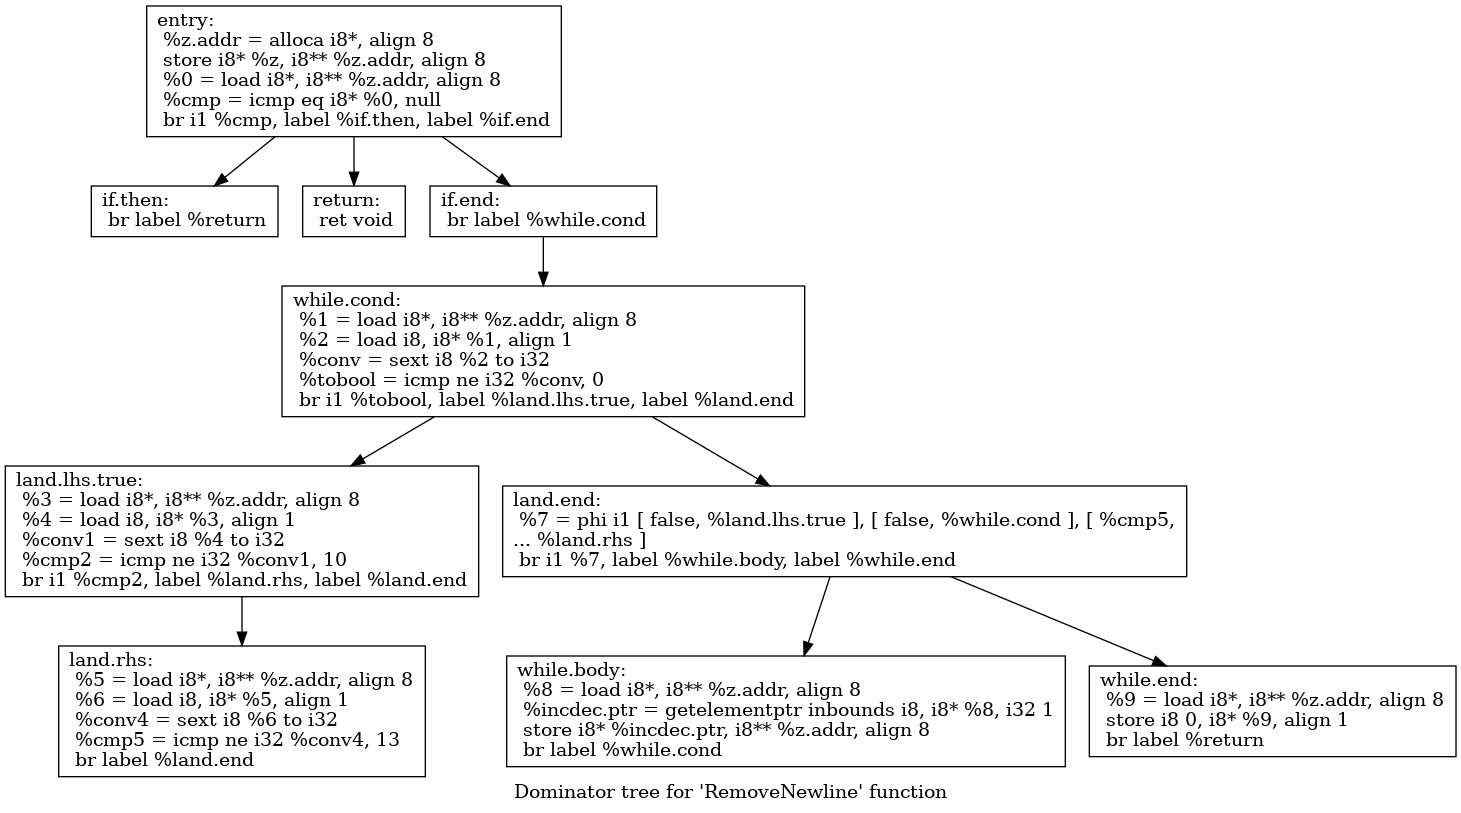 entry:
%z.addr = alloca i8*, align 8
store i8* %z, i8** %z.addr, align 8
%0 = load i8*, i8** %z.addr, align 8
%cmp = icmp eq i8* %0, null
br i1 %cmp, label %if.then, label %if.end
if.then:
br label %return
return:
ret void
if.end:
br label %while.cond
while.cond:
%1 = load i8*, i8** %z.addr, align 8
%2 = load i8, i8* %1, align 1
%conv = sext i8 %2 to i32
%tobool = icmp ne i32 %conv, 0
br i1 %tobool, label %land.lhs.true, label %land.end
land.lhs.true:
%3 = load i8*, i8** %z.addr, align 8
%4 = load i8, i8* %3, align 1
%conv1 = sext i8 %4 to i32
%cmp2 = icmp ne i32 %conv1, 10
br i1 %cmp2, label %land.rhs, label %land.end
land.end:
%7 = phi i1 [ false, %land.lhs.true ], [ false, %while.cond ], [ %cmp5,
... %land.rhs ]
br i1 %7, label %while.body, label %while.end
land.rhs:
%5 = load i8*, i8** %z.addr, align 8
%6 = load i8, i8* %5, align 1
%conv4 = sext i8 %6 to i32
%cmp5 = icmp ne i32 %conv4, 13
br label %land.end
while.body:
%8 = load i8*, i8** %z.addr, align 8
%incdec.ptr = getelementptr inbounds i8, i8* %8, i32 1
store i8* %incdec.ptr, i8** %z.addr, align 8
br label %while.cond
while.end:
%9 = load i8*, i8** %z.addr, align 8
store i8 0, i8* %9, align 1
br label %return
Dominator tree for 'RemoveNewline' function